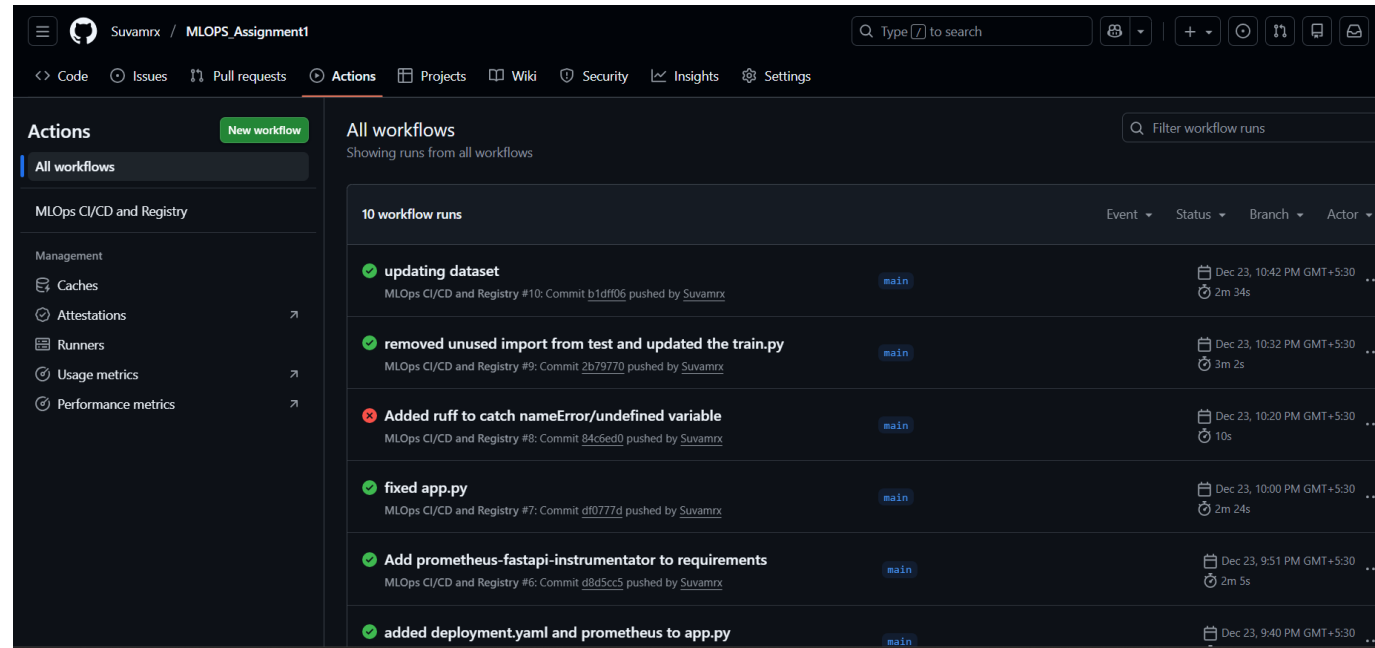 Suvamrx / MLOPS_Assignment1
Type / to search
Code Issues Pull requests Actions Projects Wiki Security Insights Settings
Actions
New workflow
All workflows
MLOps CI/CD and Registry
Management
Caches
Attestations
Runners
Usage metrics
Performance metrics
All workflows
Showing runs from all workflows
Filter workflow runs
10 workflow runs
Event Status Branch Actor
updating dataset
MLOps CI/CD and Registry #10: Commit b1dff06 pushed by Suvamrx
main
Dec 23, 10:42 PM GMT+5:30
2m 34s
removed unused import from test and updated the train.py
MLOps CI/CD and Registry #9: Commit 2b79770 pushed by Suvamrx
main
Dec 23, 10:32 PM GMT+5:30
3m 2s
Added ruff to catch nameError/undefined variable
MLOps CI/CD and Registry #8: Commit 84c6ed0 pushed by Suvamrx
main
Dec 23, 10:20 PM GMT+5:30
10s
fixed app.py
MLOps CI/CD and Registry #7: Commit df0777d pushed by Suvamrx
main
Dec 23, 10:00 PM GMT+5:30
2m 24s
Add prometheus-fastapi-instrumentator to requirements
MLOps CI/CD and Registry #6: Commit d8d5cc5 pushed by Suvamrx
main
Dec 23, 9:51 PM GMT+5:30
2m 5s
added deployment.yaml and prometheus to app.py
main
Dec 23, 9:40 PM GMT+5:30